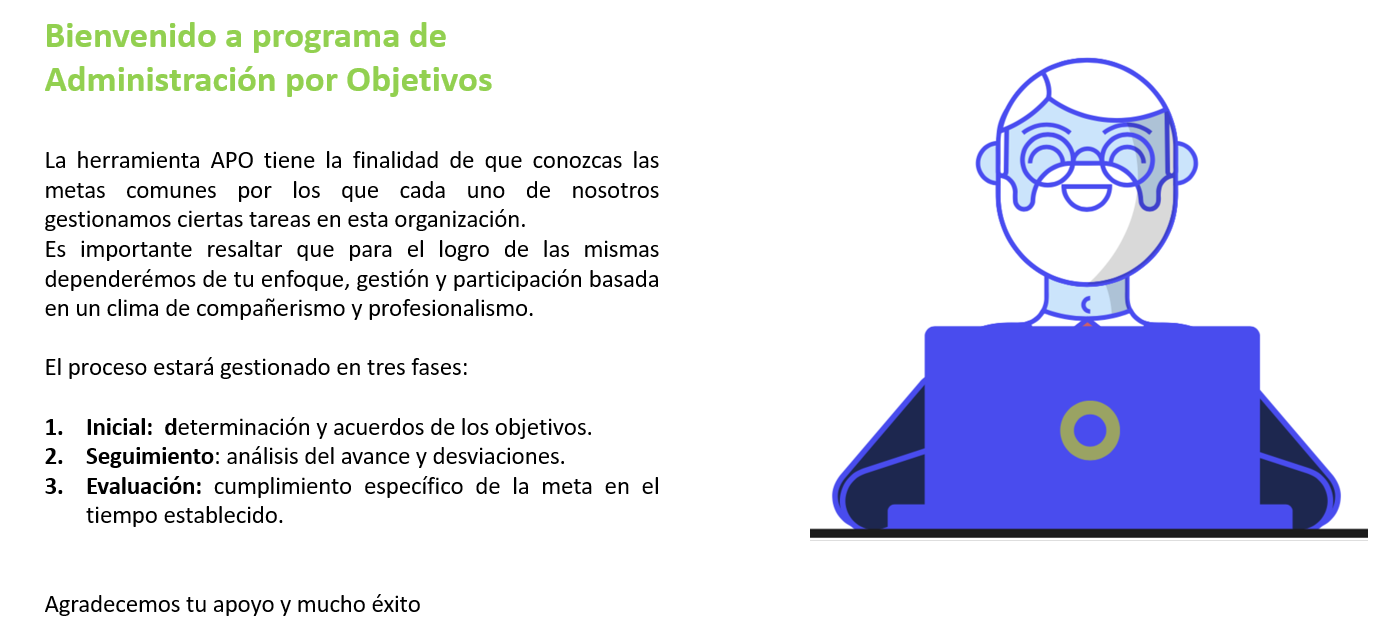 Bienvenido a programa de
Administración por Objetivos
La herramienta APO tiene la finalidad de que conozcas las
metas comunes por los que cada uno de nosotros
gestionamos ciertas tareas en esta organización.
Es importante resaltar que para el logro de las mismas
dependerémos de tu enfoque, gestión y participación basada
en un clima de compañerismo y profesionalismo.
El proceso estará gestionado en tres fases:
1. Inicial: determinación y acuerdos de los objetivos.
2. Seguimiento: análisis del avance y desviaciones.
3. Evaluación: cumplimiento específico de la meta en el
tiempo establecido.
Agradecemos tu apoyo y mucho éxito